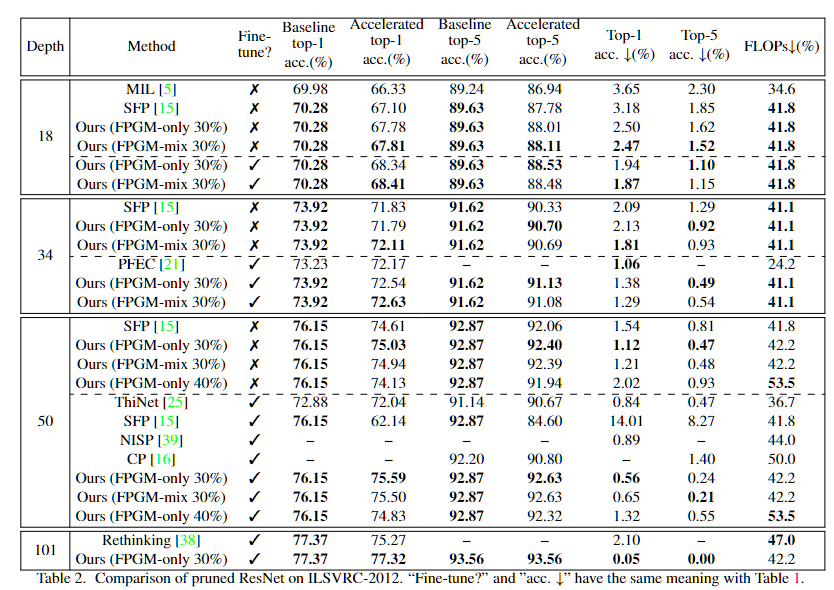 Depth Method Fine-tune? Baseline top-1 acc.(%) Accelerated top-1 acc.(%) Baseline top-5 acc.(%) Accelerated top-5 acc.(%) Top-1 acc. ↓(%) Top-5 acc. ↓(%) FLOPs↓(%)
18 MIL [5] ✗ 69.98 66.33 89.24 86.94 3.65 2.30 34.6
SFP [15] ✗ 70.28 67.10 89.63 87.78 3.18 1.85 41.8
Ours (FPGM-only 30%) ✗ 70.28 67.78 89.63 88.01 2.50 1.62 41.8
Ours (FPGM-mix 30%) ✗ 70.28 67.81 89.63 88.11 2.47 1.52 41.8
Ours (FPGM-only 30%) ✓ 70.28 68.34 89.63 88.53 1.94 1.10 41.8
Ours (FPGM-mix 30%) ✓ 70.28 68.41 89.63 88.48 1.87 1.15 41.8
34 SFP [15] ✗ 73.92 71.83 91.62 90.33 2.09 1.29 41.1
Ours (FPGM-only 30%) ✗ 73.92 71.79 91.62 90.70 2.13 0.92 41.1
Ours (FPGM-mix 30%) ✗ 73.92 72.11 91.62 90.69 1.81 0.93 41.1
PFEC [21] ✓ 73.23 72.17 – – 1.06 – 24.2
Ours (FPGM-only 30%) ✓ 73.92 72.54 91.62 91.13 1.38 0.49 41.1
Ours (FPGM-mix 30%) ✓ 73.92 72.63 91.62 91.08 1.29 0.54 41.1
50 SFP [15] ✗ 76.15 74.61 92.87 92.06 1.54 0.81 41.8
Ours (FPGM-only 30%) ✗ 76.15 75.03 92.87 92.40 1.12 0.47 42.2
Ours (FPGM-mix 30%) ✗ 76.15 74.94 92.87 92.39 1.21 0.48 42.2
Ours (FPGM-only 40%) ✗ 76.15 74.13 92.87 91.94 2.02 0.93 53.5
ThiNet [25] ✓ 72.88 72.04 91.14 90.67 0.84 0.47 36.7
SFP [15] ✓ 76.15 62.14 92.87 84.60 14.01 8.27 41.8
NISP [39] ✓ – – – – 0.89 – 44.0
CP [16] ✓ – – 92.20 90.80 – 1.40 50.0
Ours (FPGM-only 30%) ✓ 76.15 75.59 92.87 92.63 0.56 0.24 42.2
Ours (FPGM-mix 30%) ✓ 76.15 75.50 92.87 92.63 0.65 0.21 42.2
Ours (FPGM-only 40%) ✓ 76.15 74.83 92.87 92.32 1.32 0.55 53.5
101 Rethinking [38] ✓ 77.37 75.27 – – 2.10 – 47.0
Ours (FPGM-only 30%) ✓ 77.37 77.32 93.56 93.56 0.05 0.00 42.2
Table 2. Comparison of pruned ResNet on ILSVRC-2012. “Fine-tune?” and ”acc. ↓” have the same meaning with Table 1.